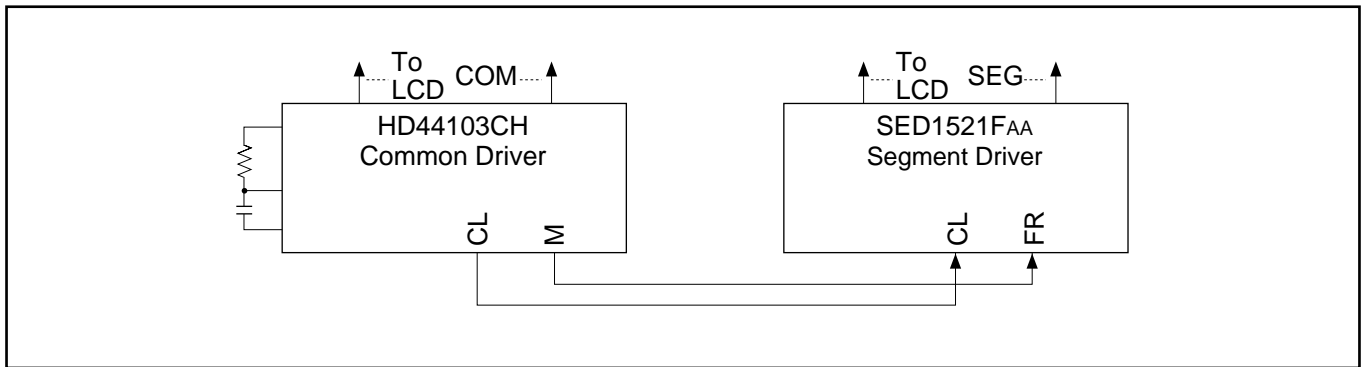 To
LCD
COM
HD44103CH
Common Driver
CL
M
To
LCD
SEG
SED1521FAA
Segment Driver
CL
FR